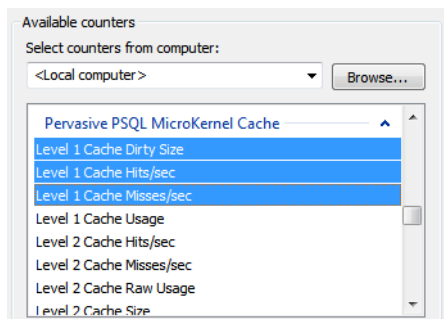 Available counters
Select counters from computer:
<Local computer>
Browse...
Pervasive PSQL MicroKernel Cache
Level 1 Cache Dirty Size
Level 1 Cache Hits/sec
Level 1 Cache Misses/sec
Level 1 Cache Usage
Level 2 Cache Hits/sec
Level 2 Cache Misses/sec
Level 2 Cache Raw Usage
Level 2 Cache Size